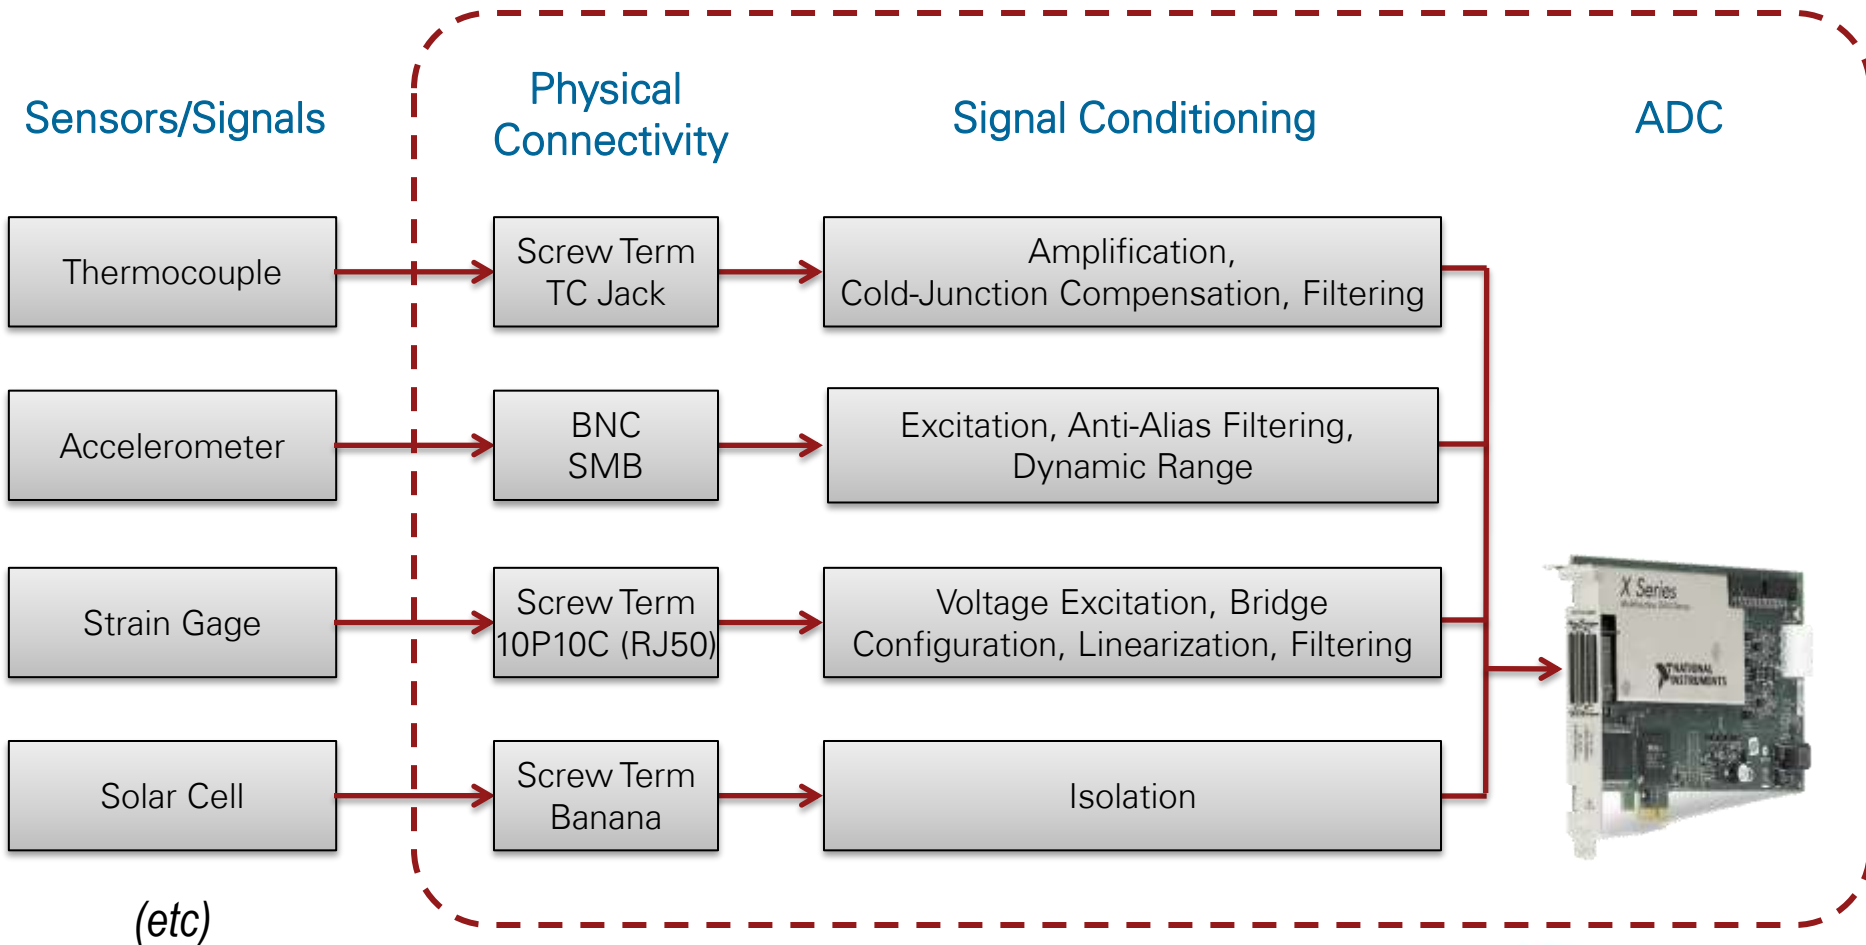 Sensors/Signals
Physical
Connectivity
Signal Conditioning
ADC
Thermocouple
Screw Term
TC Jack
Amplification,
Cold-Junction Compensation, Filtering
Accelerometer
BNC
SMB
Excitation, Anti-Alias Filtering,
Dynamic Range
Strain Gage
Screw Term
10P10C (RJ50)
Voltage Excitation, Bridge
Configuration, Linearization, Filtering
Solar Cell
Screw Term
Banana
Isolation
(etc)
X Series
NATIONAL
INSTRUMENTS